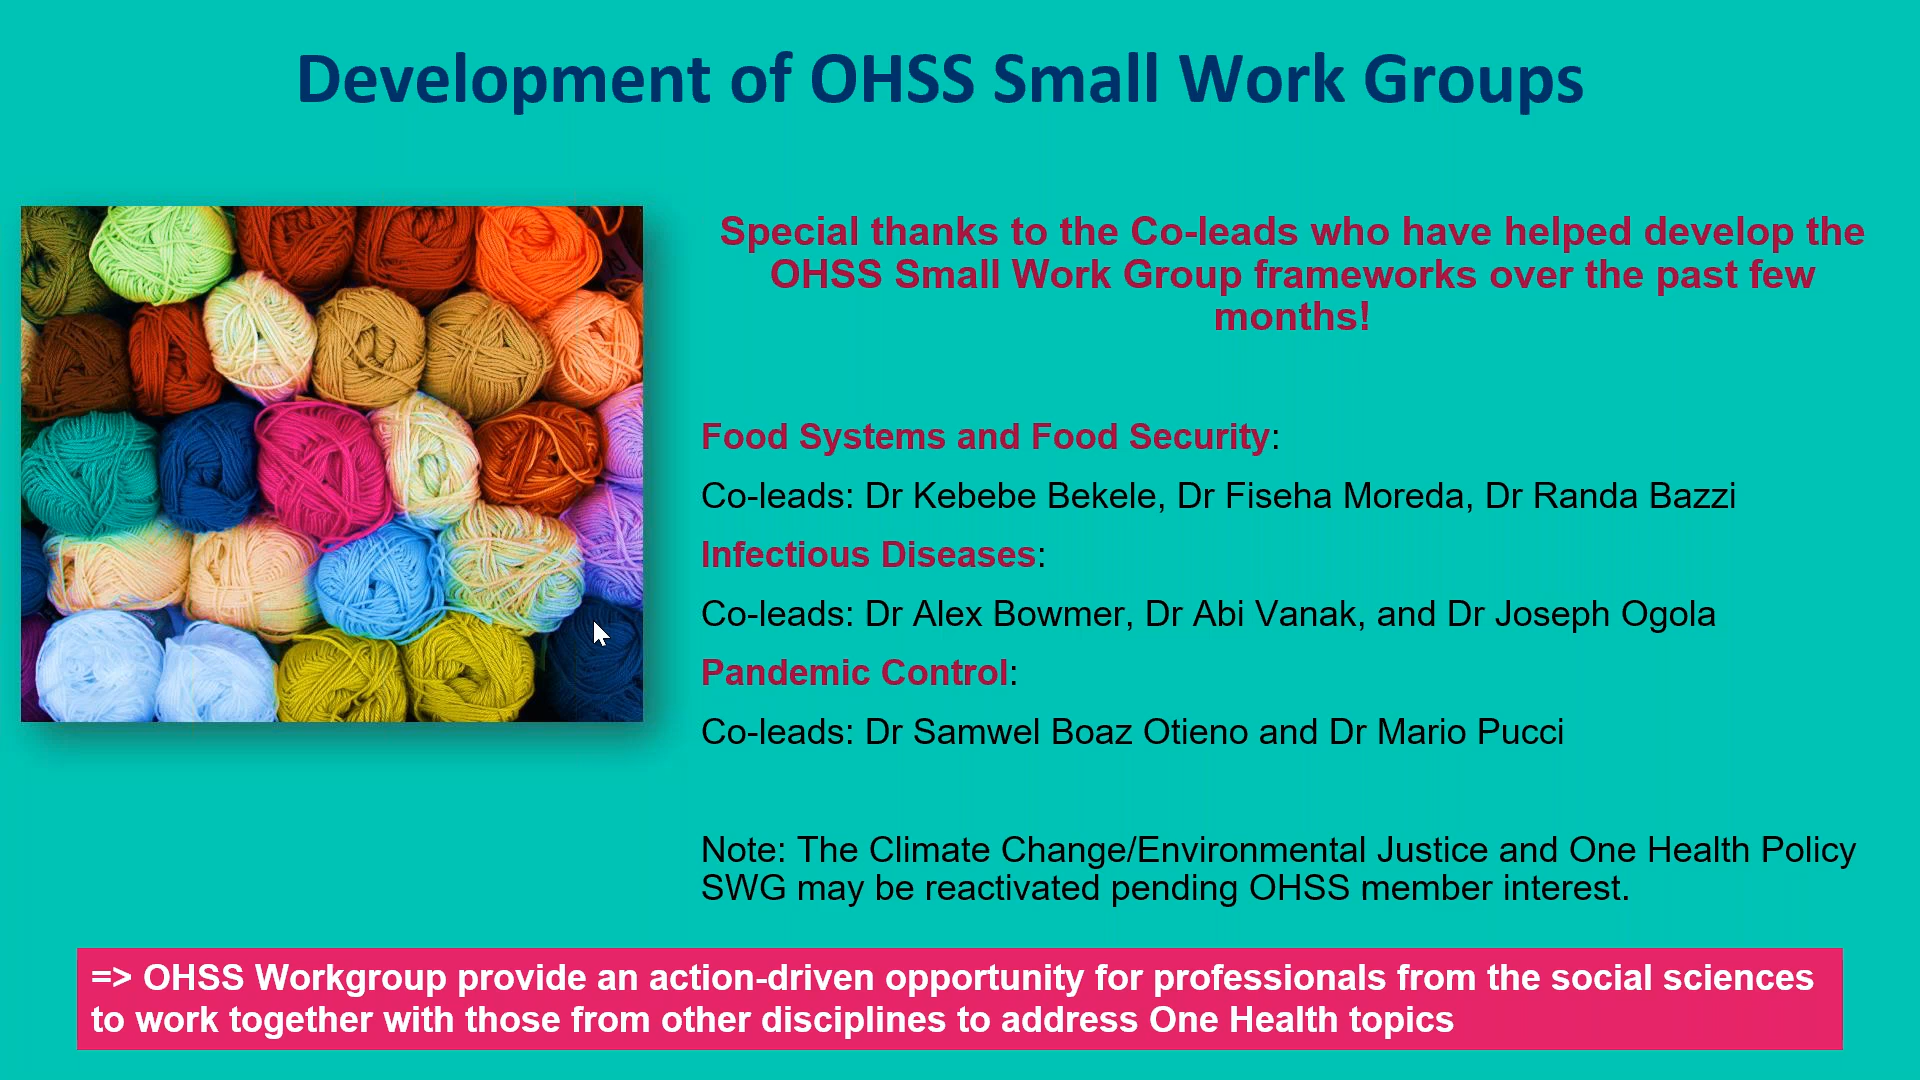 Development of OHSS Small Work Groups
Special thanks to the Co-leads who have helped develop the
OHSS Small Work Group frameworks over the past few
months!
Food Systems and Food Security:
Co-leads: Dr Kebebe Bekele, Dr Fiseha Moreda, Dr Randa Bazzi
Infectious Diseases:
Co-leads: Dr Alex Bowmer, Dr Abi Vanak, and Dr Joseph Ogola
Pandemic Control:
Co-leads: Dr Samwel Boaz Otieno and Dr Mario Pucci
Note: The Climate Change/Environmental Justice and One Health Policy
SWG may be reactivated pending OHSS member interest.
=> OHSS Workgroup provide an action-driven opportunity for professionals from the social sciences
to work together with those from other disciplines to address One Health topics